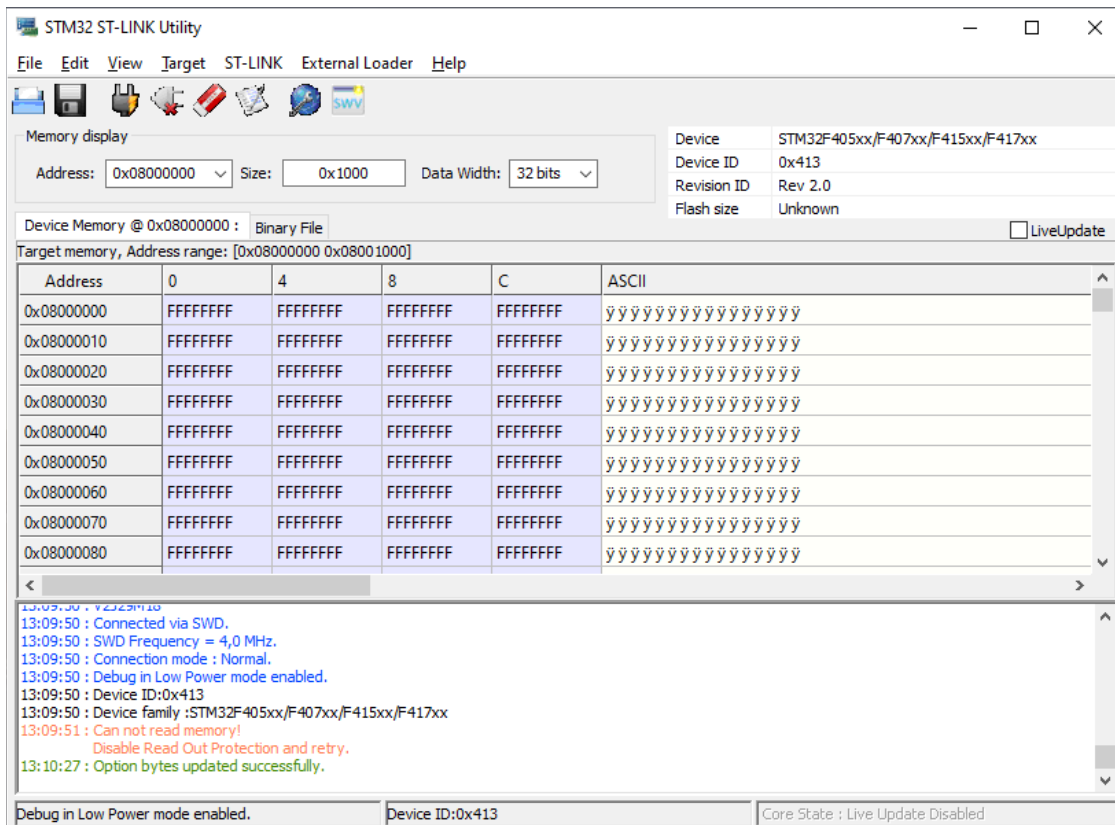 STM32 ST-LINK Utility
File Edit View Target ST-LINK External Loader Help
SWV
Memory display
Address: 0x08000000 Size: 0x1000 Data Width: 32 bits
Device STM32F405xx/F407xx/F415xx/F417xx
Device ID 0x413
Revision ID Rev 2.0
Flash size Unknown
LiveUpdate
Device Memory @ 0x08000000 : Binary File
Target memory, Address range: [0x08000000 0x08001000]
Address 0 4 8 C ASCII
0x08000000 FFFFFFFF FFFFFFFF FFFFFFFF FFFFFFFF ÿÿÿÿÿÿÿÿÿÿÿÿÿÿÿÿ
0x08000010 FFFFFFFF FFFFFFFF FFFFFFFF FFFFFFFF ÿÿÿÿÿÿÿÿÿÿÿÿÿÿÿÿ
0x08000020 FFFFFFFF FFFFFFFF FFFFFFFF FFFFFFFF ÿÿÿÿÿÿÿÿÿÿÿÿÿÿÿÿ
0x08000030 FFFFFFFF FFFFFFFF FFFFFFFF FFFFFFFF ÿÿÿÿÿÿÿÿÿÿÿÿÿÿÿÿ
0x08000040 FFFFFFFF FFFFFFFF FFFFFFFF FFFFFFFF ÿÿÿÿÿÿÿÿÿÿÿÿÿÿÿÿ
0x08000050 FFFFFFFF FFFFFFFF FFFFFFFF FFFFFFFF ÿÿÿÿÿÿÿÿÿÿÿÿÿÿÿÿ
0x08000060 FFFFFFFF FFFFFFFF FFFFFFFF FFFFFFFF ÿÿÿÿÿÿÿÿÿÿÿÿÿÿÿÿ
0x08000070 FFFFFFFF FFFFFFFF FFFFFFFF FFFFFFFF ÿÿÿÿÿÿÿÿÿÿÿÿÿÿÿÿ
0x08000080 FFFFFFFF FFFFFFFF FFFFFFFF FFFFFFFF ÿÿÿÿÿÿÿÿÿÿÿÿÿÿÿÿ
13:09:50 : V2J29M18
13:09:50 : Connected via SWD.
13:09:50 : SWD Frequency = 4,0 MHz.
13:09:50 : Connection mode : Normal.
13:09:50 : Debug in Low Power mode enabled.
13:09:50 : Device ID:0x413
13:09:50 : Device family :STM32F405xx/F407xx/F415xx/F417xx
13:09:51 : Can not read memory!
Disable Read Out Protection and retry.
13:10:27 : Option bytes updated successfully.
Debug in Low Power mode enabled. Device ID:0x413 Core State : Live Update Disabled